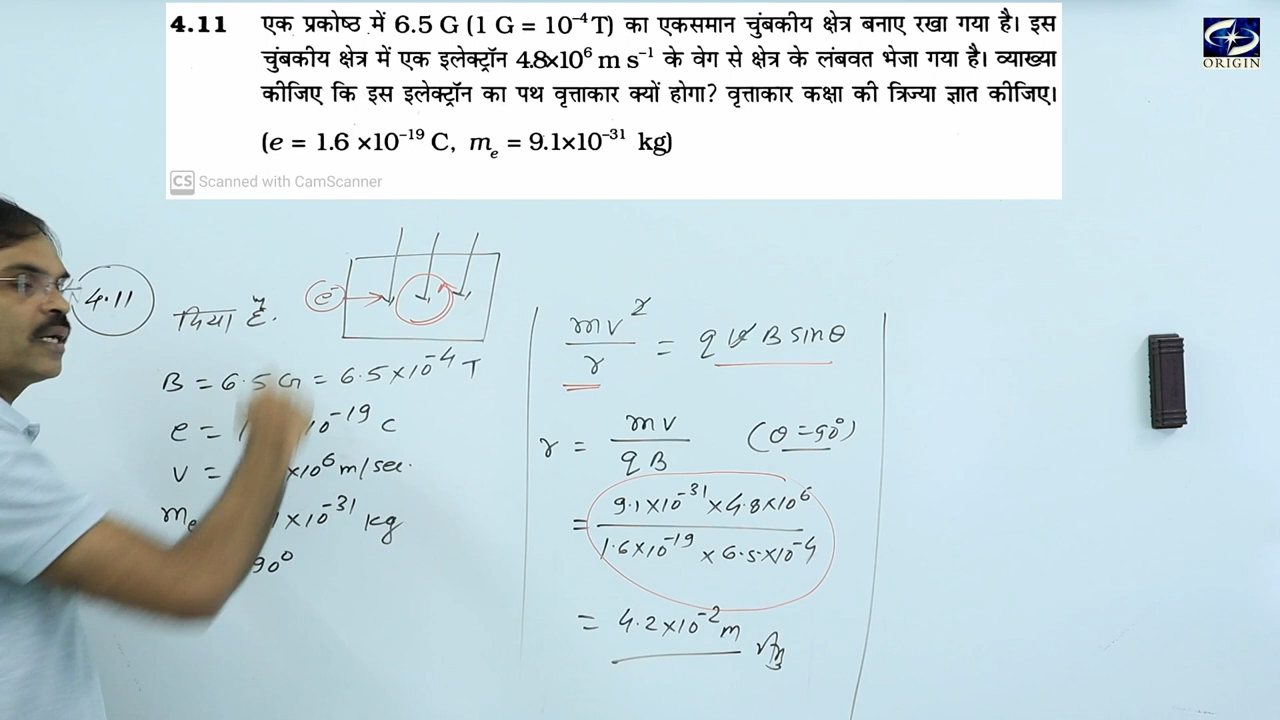 4.11 एक प्रकोष्ठ में 6.5 G (1 G = 10⁻⁴ T) का एकसमान चुंबकीय क्षेत्र बनाए रखा गया है। इस
चुंबकीय क्षेत्र में एक इलेक्ट्रॉन 4.8×10⁶ m s⁻¹ के वेग से क्षेत्र के लंबवत भेजा गया है। व्याख्या
कीजिए कि इस इलेक्ट्रॉन का पथ वृत्ताकार क्यों होगा? वृत्ताकार कक्षा की त्रिज्या ज्ञात कीजिए।
(e = 1.6 ×10⁻¹⁹ C, mₑ = 9.1×10⁻³¹ kg)
CS Scanned with CamScanner
ORIGIN
4.11
दिया है.
e⁻
B = 6.5 G = 6.5×10⁻⁴ T
e = 10⁻¹⁹ C
v = ×10⁶ m/sec.
mₑ ×10⁻³¹ kg
90°
mv²/r = qvB sinθ
r = mv/qB (θ = 90°)
= 9.1×10⁻³¹ × 4.8×10⁶ / 1.6×10⁻¹⁹ × 6.5×10⁻⁴
= 4.2×10⁻² m